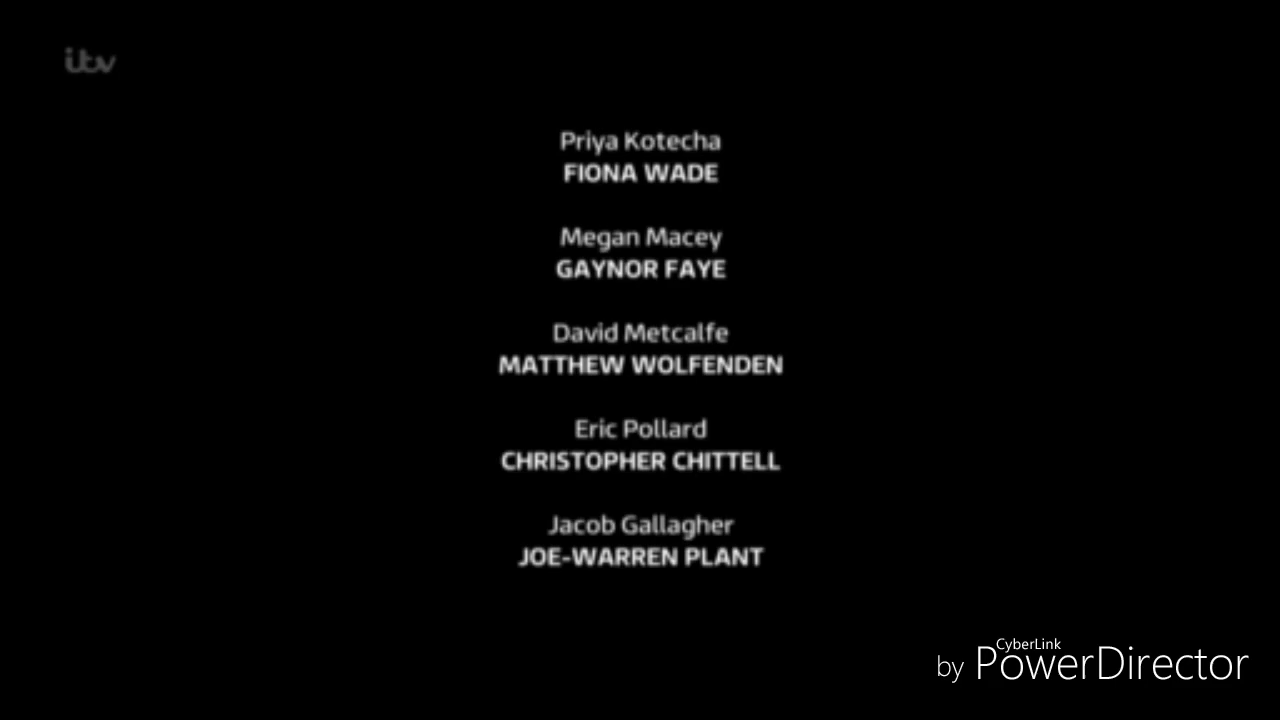 itv
Priya Kotecha
FIONA WADE
Megan Macey
GAYNOR FAYE
David Metcalfe
MATTHEW WOLFENDEN
Eric Pollard
CHRISTOPHER CHITTELL
Jacob Gallagher
JOE-WARREN PLANT
CyberLink
by PowerDirector